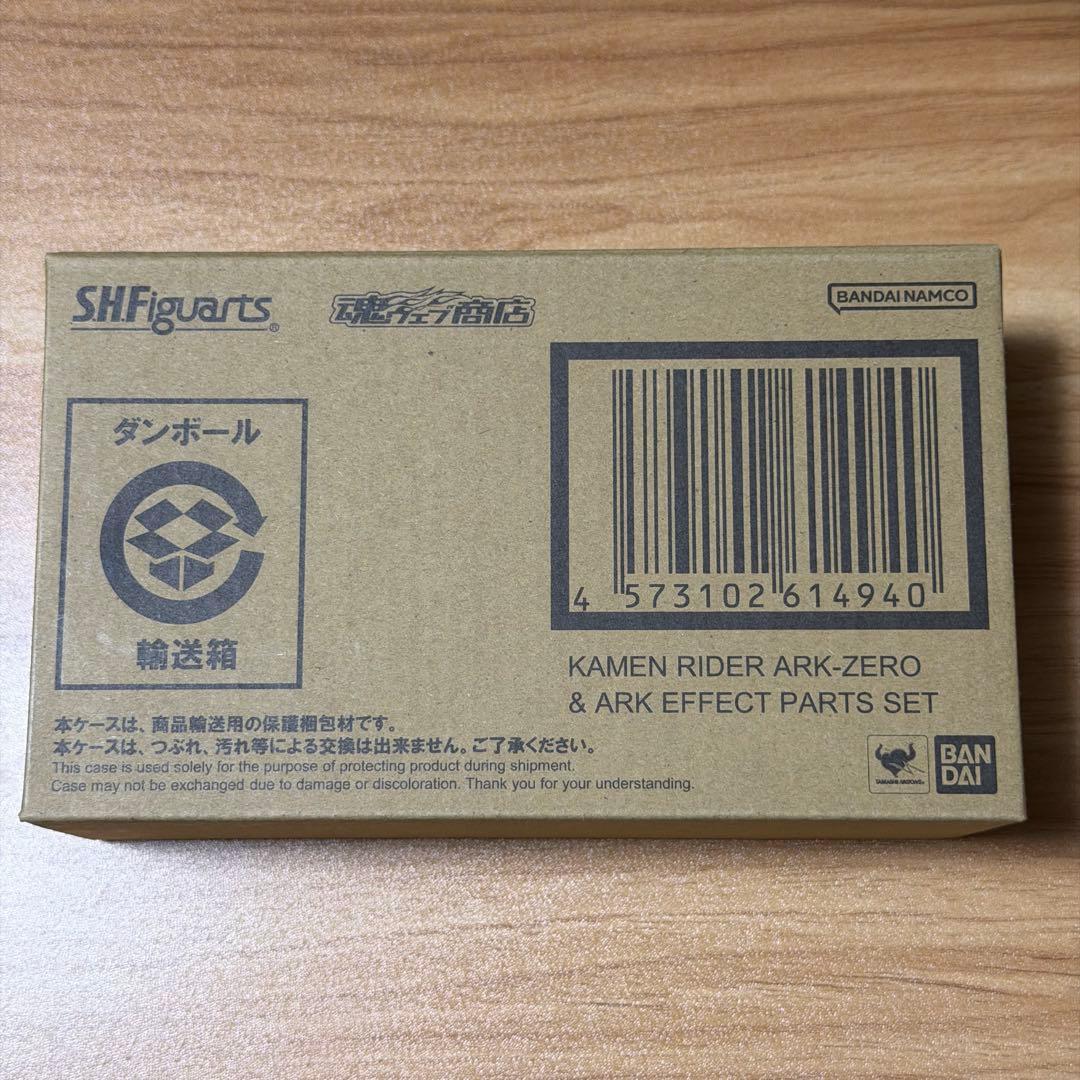 S.H.Figuarts®
魂ウェブ商店
BANDAI NAMCO
ダンボール
輸送箱
4 573102 614940
KAMEN RIDER ARK-ZERO
& ARK EFFECT PARTS SET
本ケースは、商品輸送用の保護梱包材です。
本ケースは、つぶれ、汚れ等による交換は出来ません。ご了承ください。
This case is used solely for the purpose of protecting product during shipment.
Case may not be exchanged due to damage or discoloration. Thank you for your understanding.
TAMASHII NATIONS
BAN
DAI